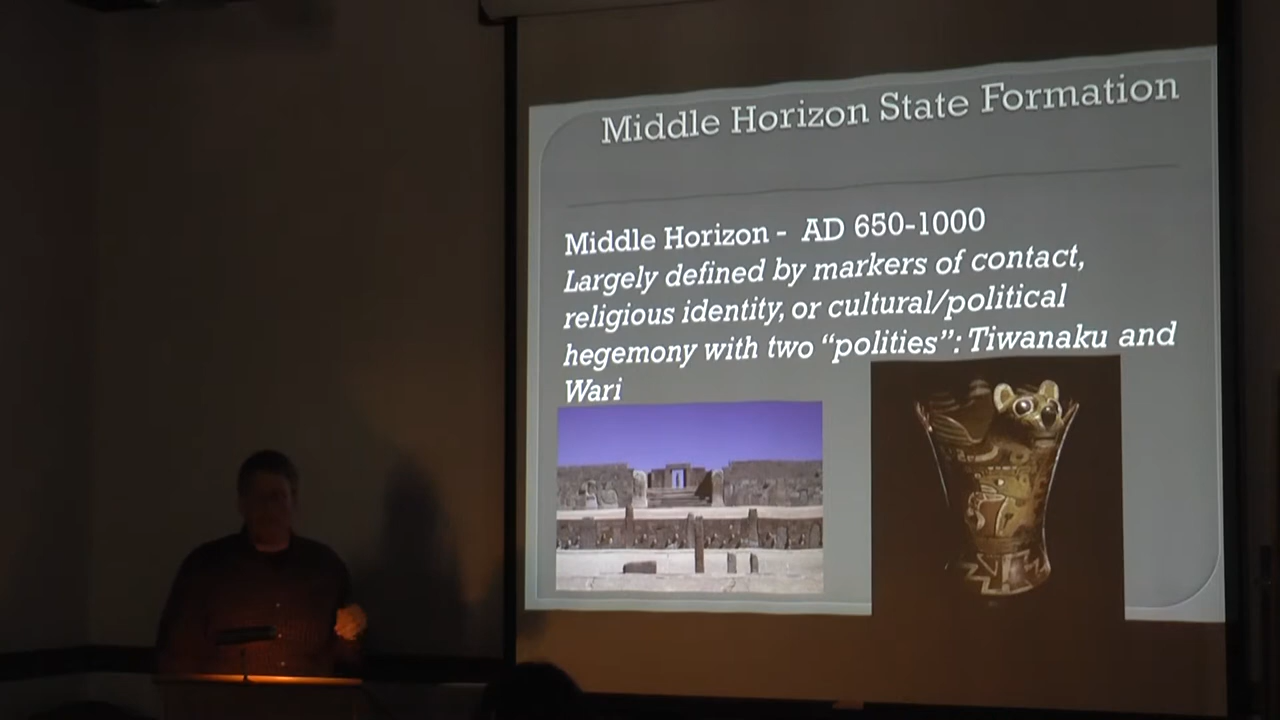 Middle Horizon State Formation
Middle Horizon - AD 650-1000
Largely defined by markers of contact,
religious identity, or cultural/political
hegemony with two “polities”: Tiwanaku and
Wari